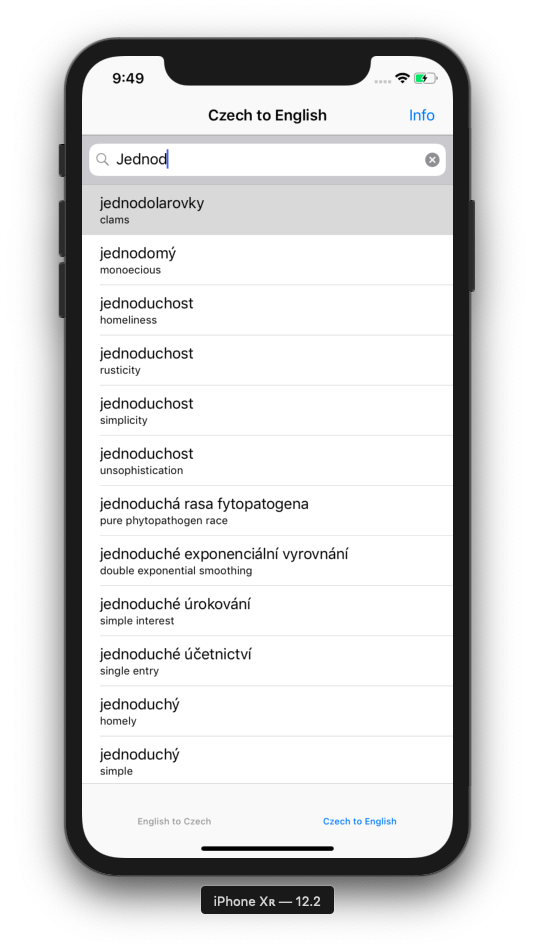 9:49
Czech to English
Info
Jednod
jednodolarovky
clams
jednodomý
monoecious
jednoduchost
homeliness
jednoduchost
rusticity
jednoduchost
simplicity
jednoduchost
unsophistication
jednoduchá rasa fytopatogena
pure phytopathogen race
jednoduché exponenciální vyrovnání
double exponential smoothing
jednoduché úrokování
simple interest
jednoduché účetnictví
single entry
jednoduchý
homely
jednoduchý
simple
English to Czech
Czech to English
iPhone Xʀ — 12.2